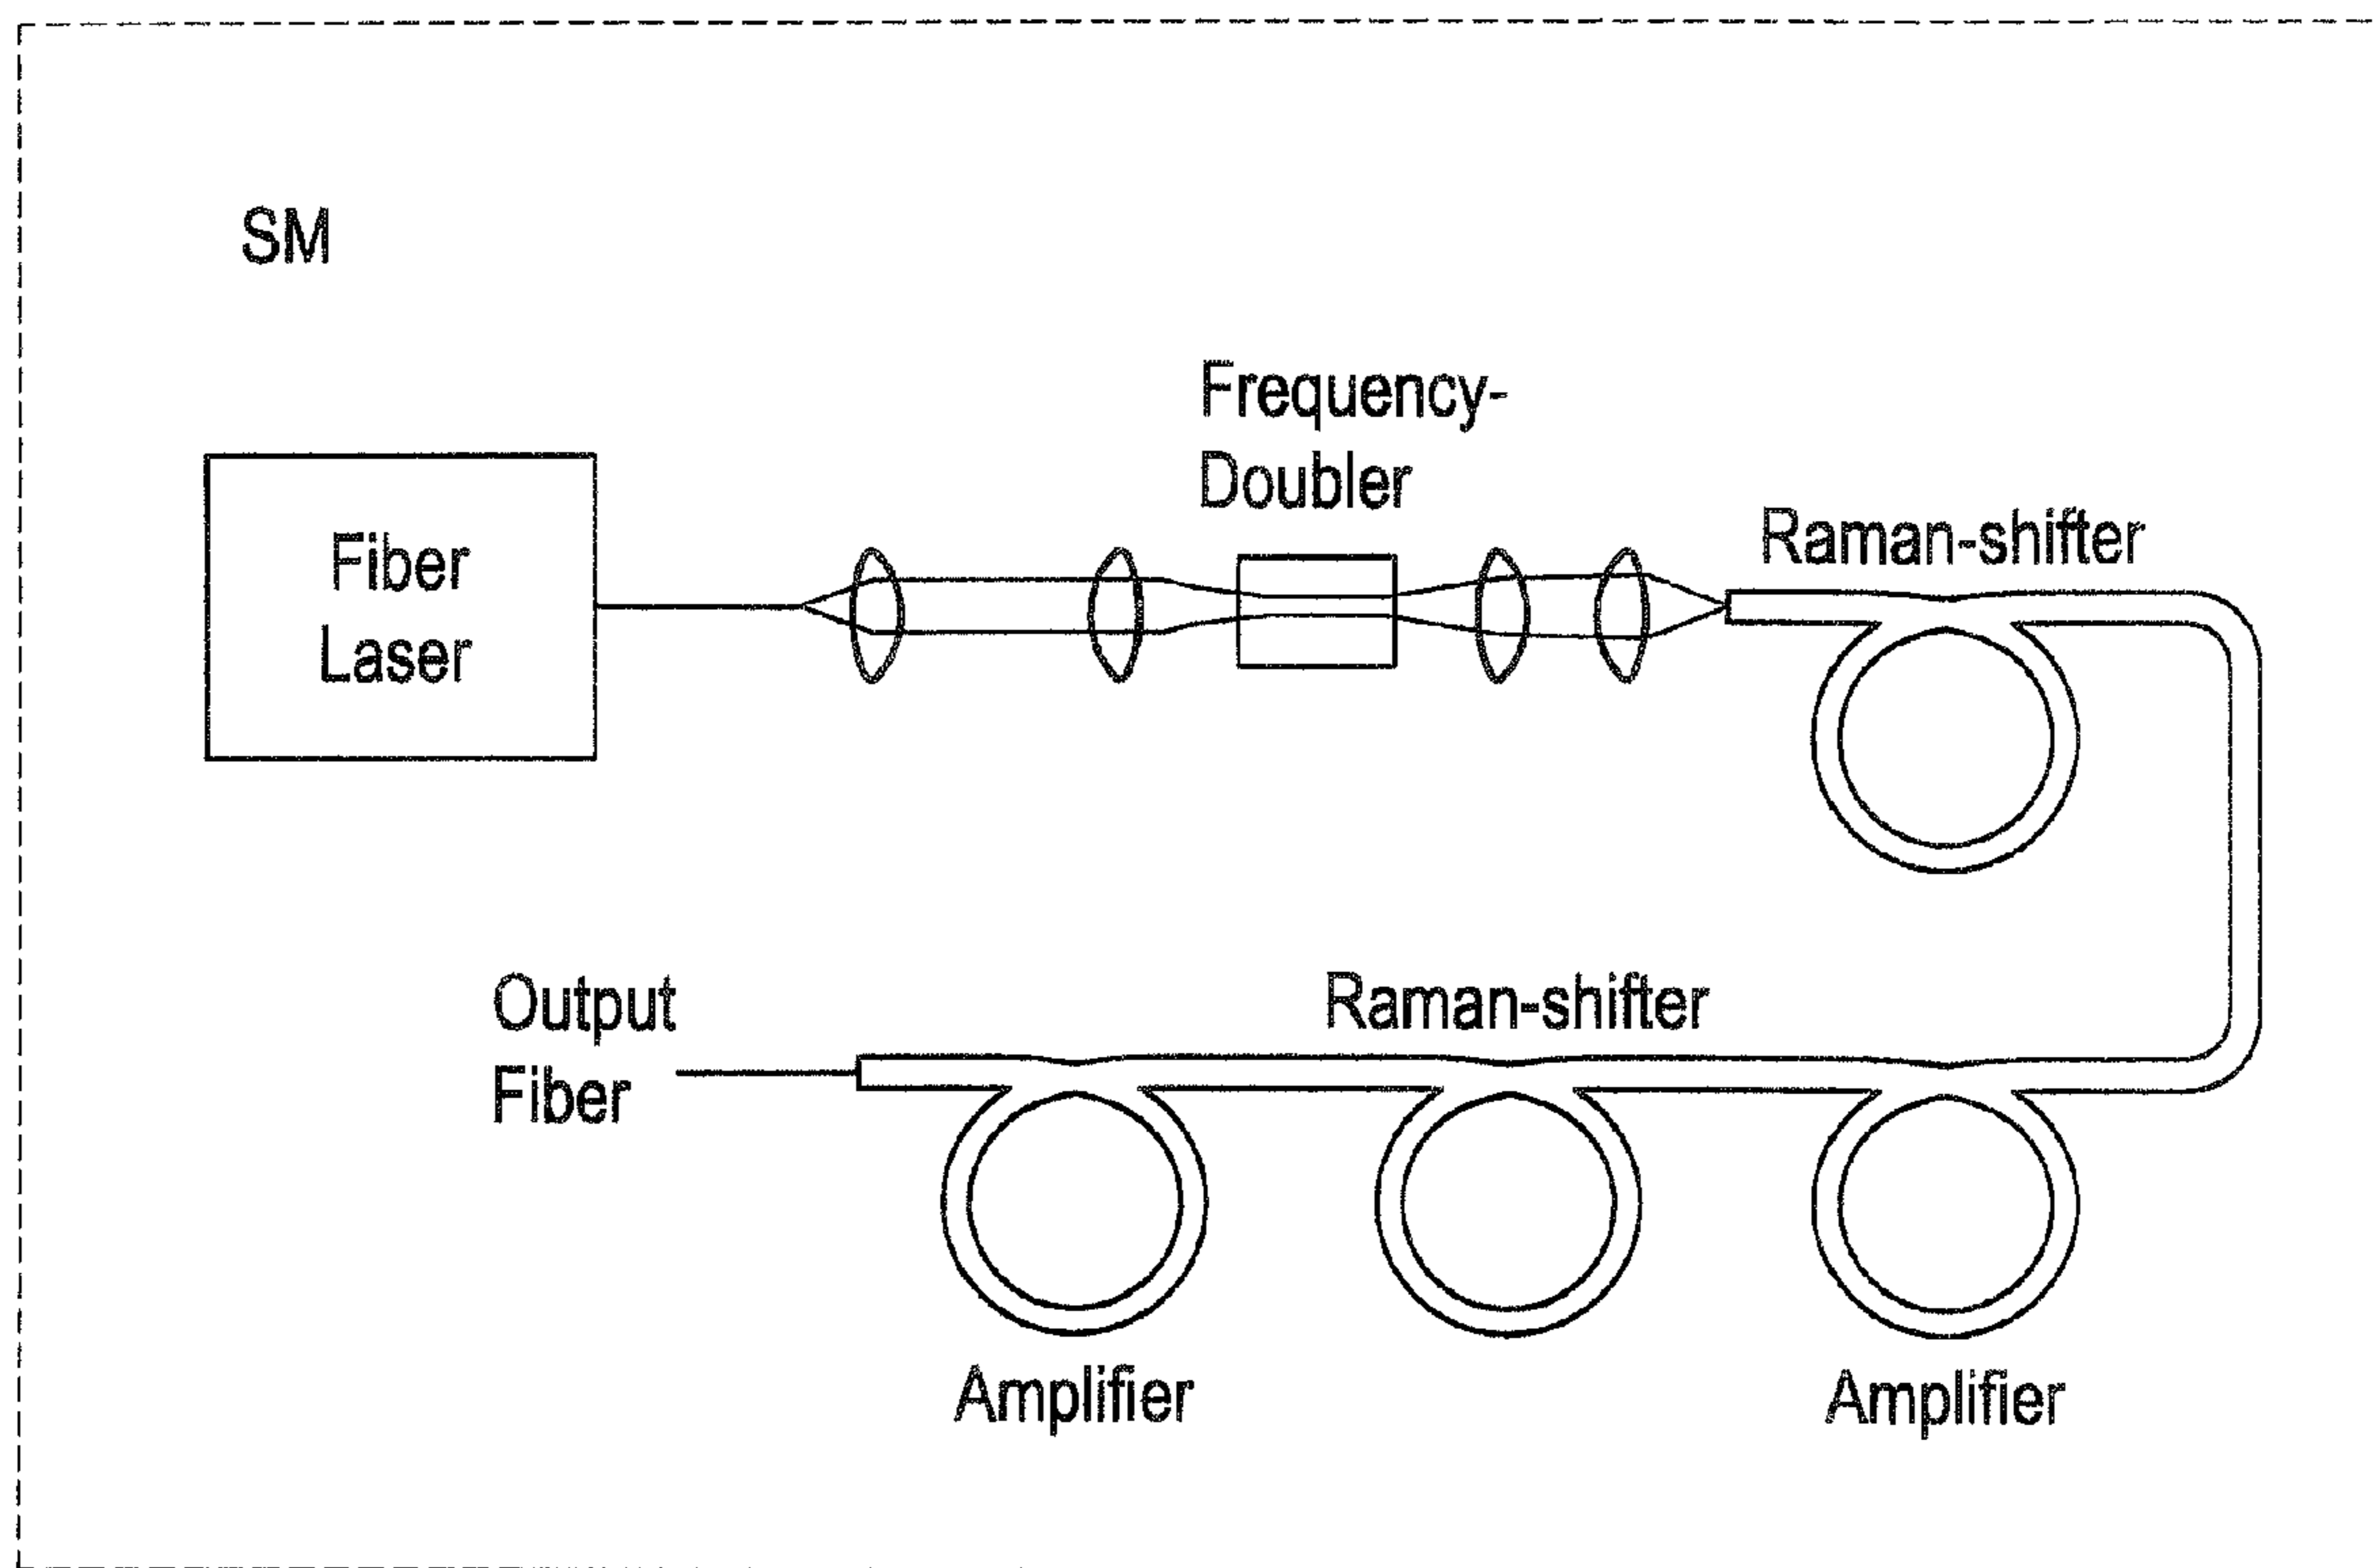 SM
Frequency-
Doubler
Raman-shifter
Fiber
Laser
Output
Fiber
Raman-shifter
Amplifier
Amplifier